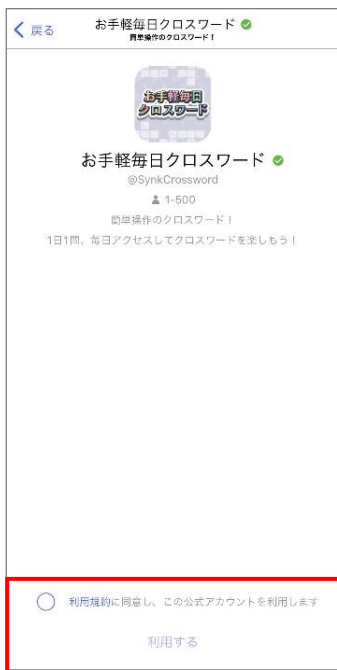 戻る
お手軽毎日クロスワード
簡単操作のクロスワード！
お手軽毎日
クロスワード
お手軽毎日クロスワード
@SynkCrossword
1-500
簡単操作のクロスワード！
1日1問、毎日アクセスしてクロスワードを楽しもう！
利用規約に同意し、この公式アカウントを利用します
利用する